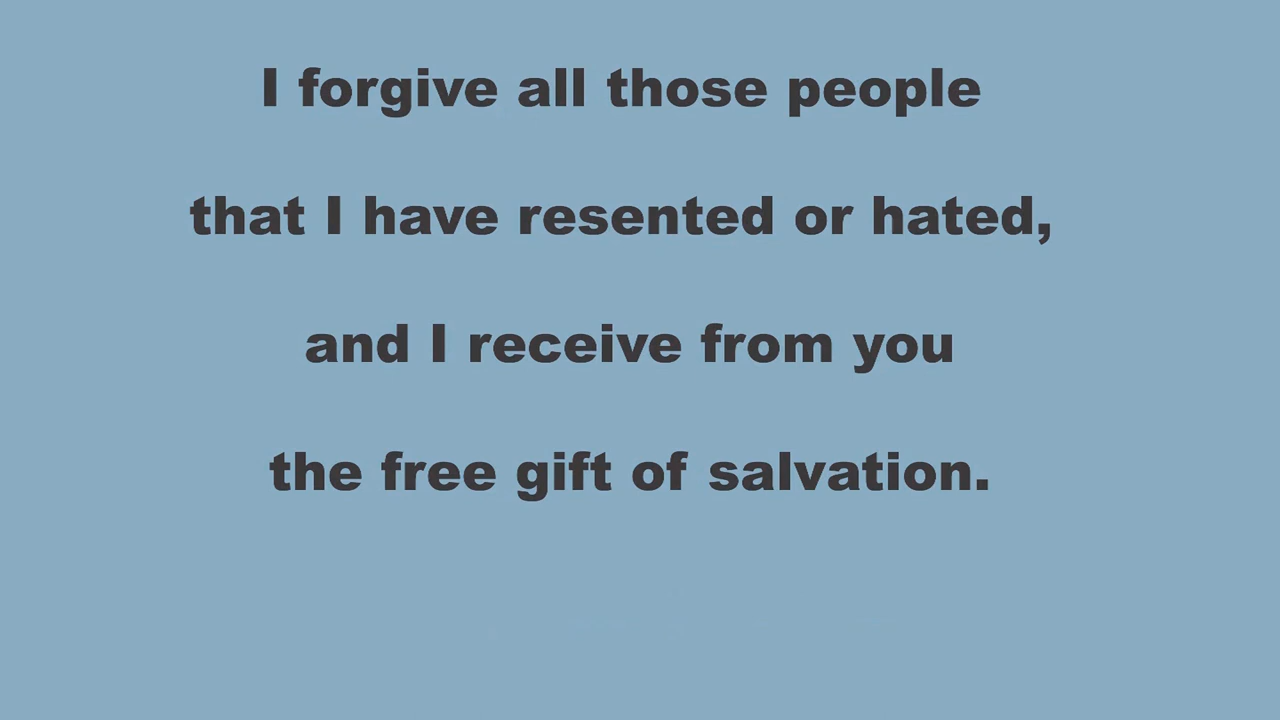 I forgive all those people
that I have resented or hated,
and I receive from you
the free gift of salvation.